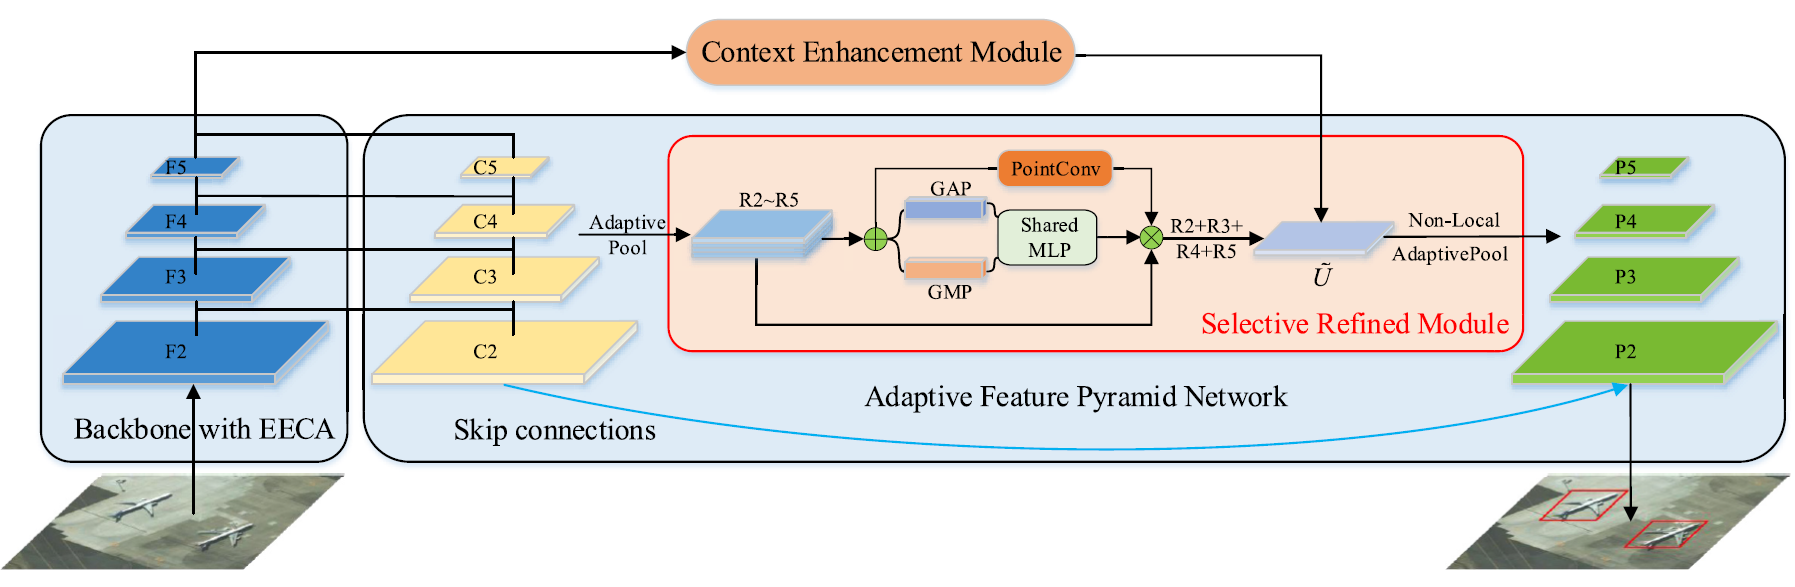 Context Enhancement Module
F5
F4
F3
F2
Backbone with EECA
C5
C4
C3
C2
Skip connections
Adaptive
Pool
R2~R5
GAP
GMP
PointConv
Shared
MLP
R2+R3+
R4+R5
Ũ
Selective Refined Module
Non-Local
AdaptivePool
Adaptive Feature Pyramid Network
P5
P4
P3
P2